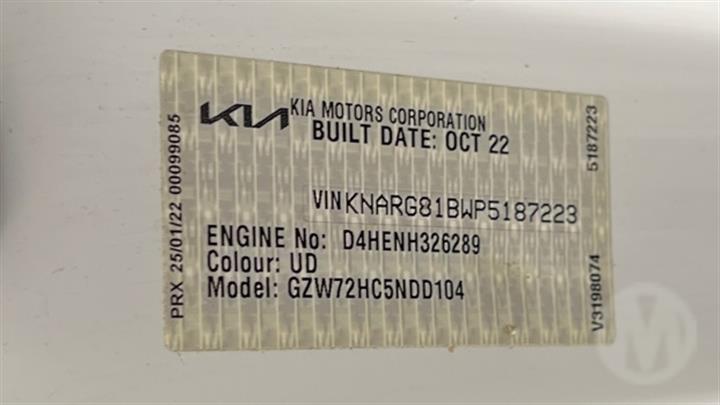 KIA KIA MOTORS CORPORATION
BUILT DATE: OCT 22
VIN KNARG81BWP5187223
ENGINE No: D4HENH326289
Colour: UD
Model: GZW72HC5NDD104
PRX 25/01/22 00099085
5187223
V3198074
M